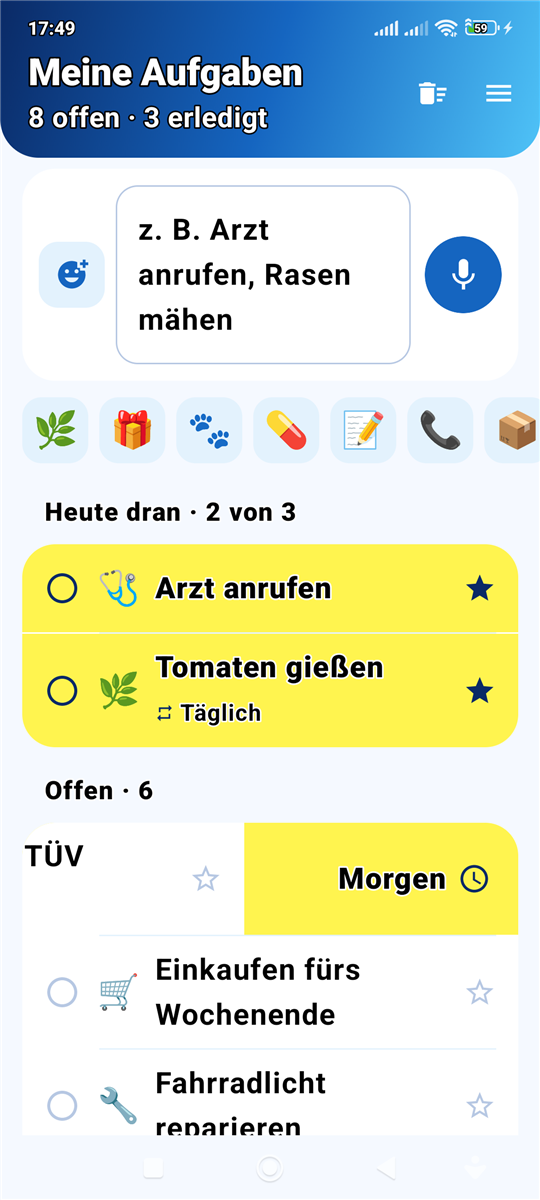 17:49
59
Meine Aufgaben
8 offen · 3 erledigt
z. B. Arzt
anrufen, Rasen
mähen
Heute dran · 2 von 3
Arzt anrufen
Tomaten gießen
Täglich
Offen · 6
TÜV
Morgen
Einkaufen fürs
Wochenende
Fahrradlicht
reparieren